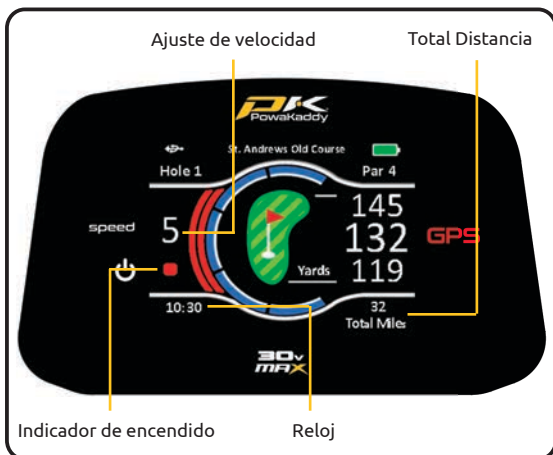 Ajuste de velocidad
Total Distancia
PK
PowaKaddy
St. Andrews Old Course
Hole 1
Par 4
speed
5
145
132
119
GPS
Yards
10:30
32
Total Miles
30v
MAX
Indicador de encendido
Reloj